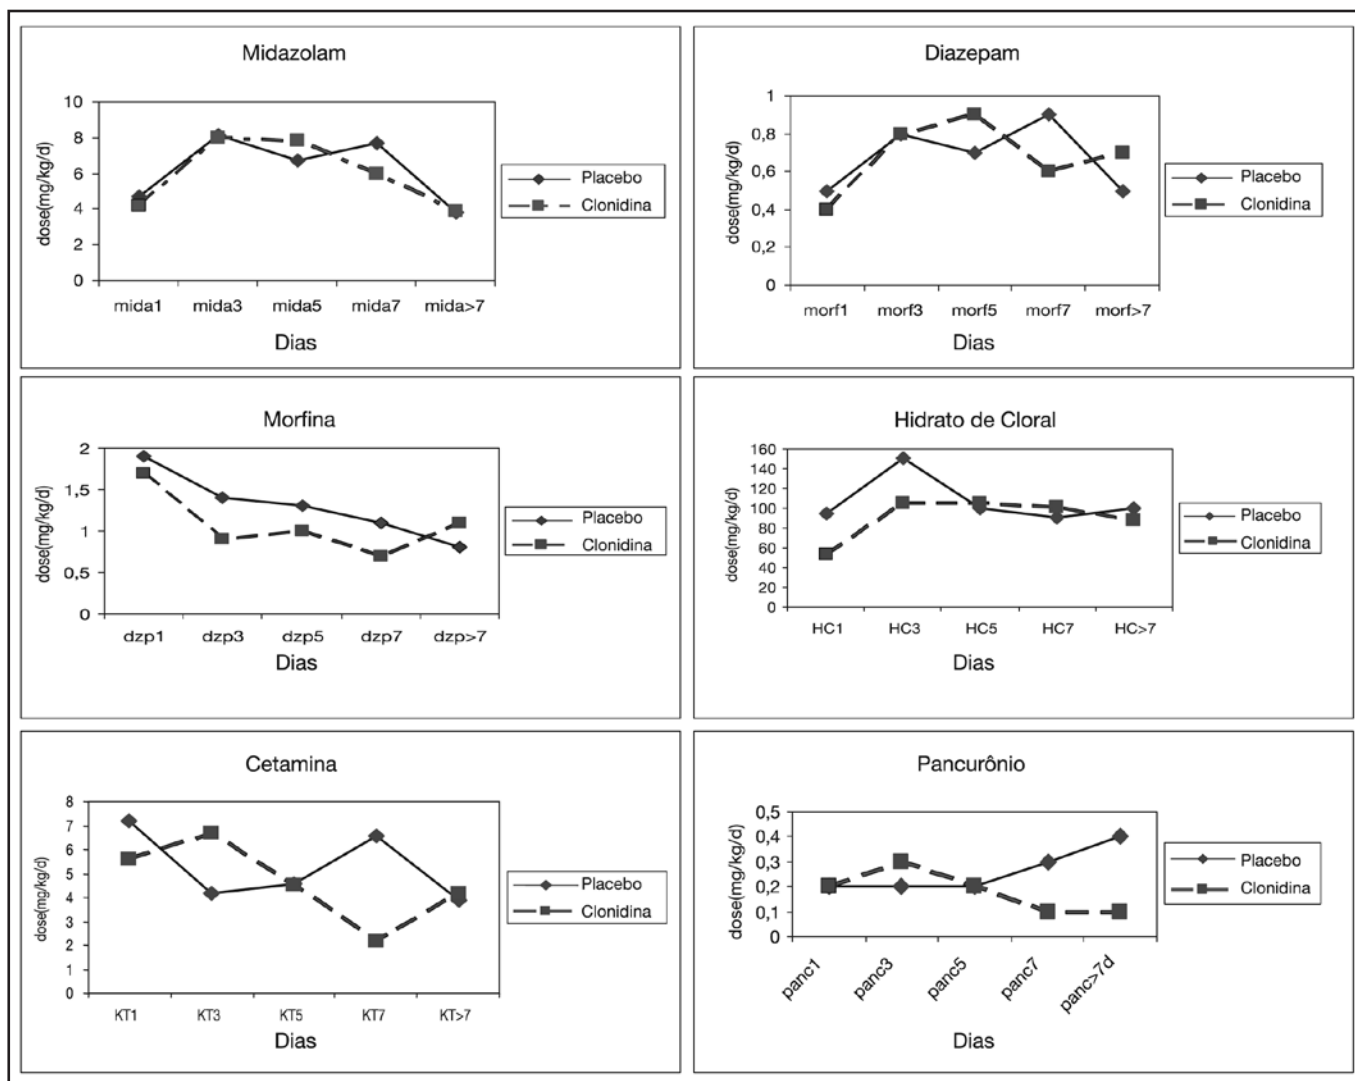 Midazolam
dose(mg/kg/d)
10
8
6
4
2
0
mida1 mida3 mida5 mida7 mida>7
Dias
Placebo
Clonidina
Diazepam
dose(mg/kg/d)
1
0,8
0,6
0,4
0,2
0
morf1 morf3 morf5 morf7 morf>7
Dias
Placebo
Clonidina
Morfina
dose(mg/kg/d)
2
1,5
1
0,5
0
dzp1 dzp3 dzp5 dzp7 dzp>7
Dias
Placebo
Clonidina
Hidrato de Cloral
dose(mg/kg/d)
160
140
120
100
80
60
40
20
0
HC1 HC3 HC5 HC7 HC>7
Dias
Placebo
Clonidina
Cetamina
dose(mg/kg/d)
8
7
6
5
4
3
2
1
0
KT1 KT3 KT5 KT7 KT>7
Dias
Placebo
Clonidina
Pancurônio
dose(mg/kg/d)
0,5
0,4
0,3
0,2
0,1
0
panc1 panc3 panc5 panc7 panc>7d
Dias
Placebo
Clonidina